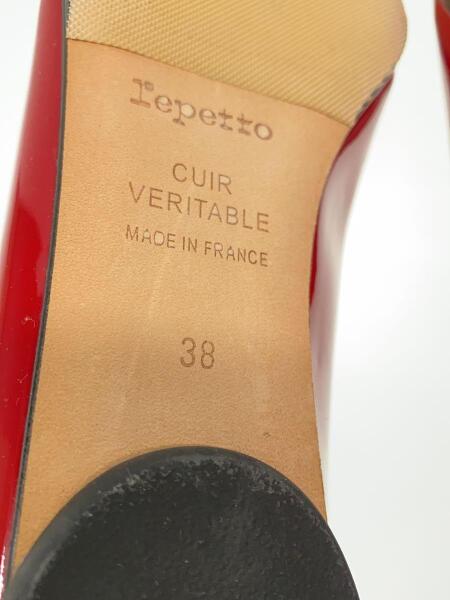 repetto
CUIR
VERITABLE
MADE IN FRANCE
38